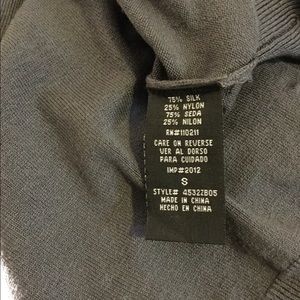 75% SILK
25% NYLON
75% SEDA
25% NILON
RN#110211
CARE ON REVERSE
VER AL DORSO
PARA CUIDADO
IMP#2012
S
STYLE# 4532ZB05
MADE IN CHINA
HECHO EN CHINA